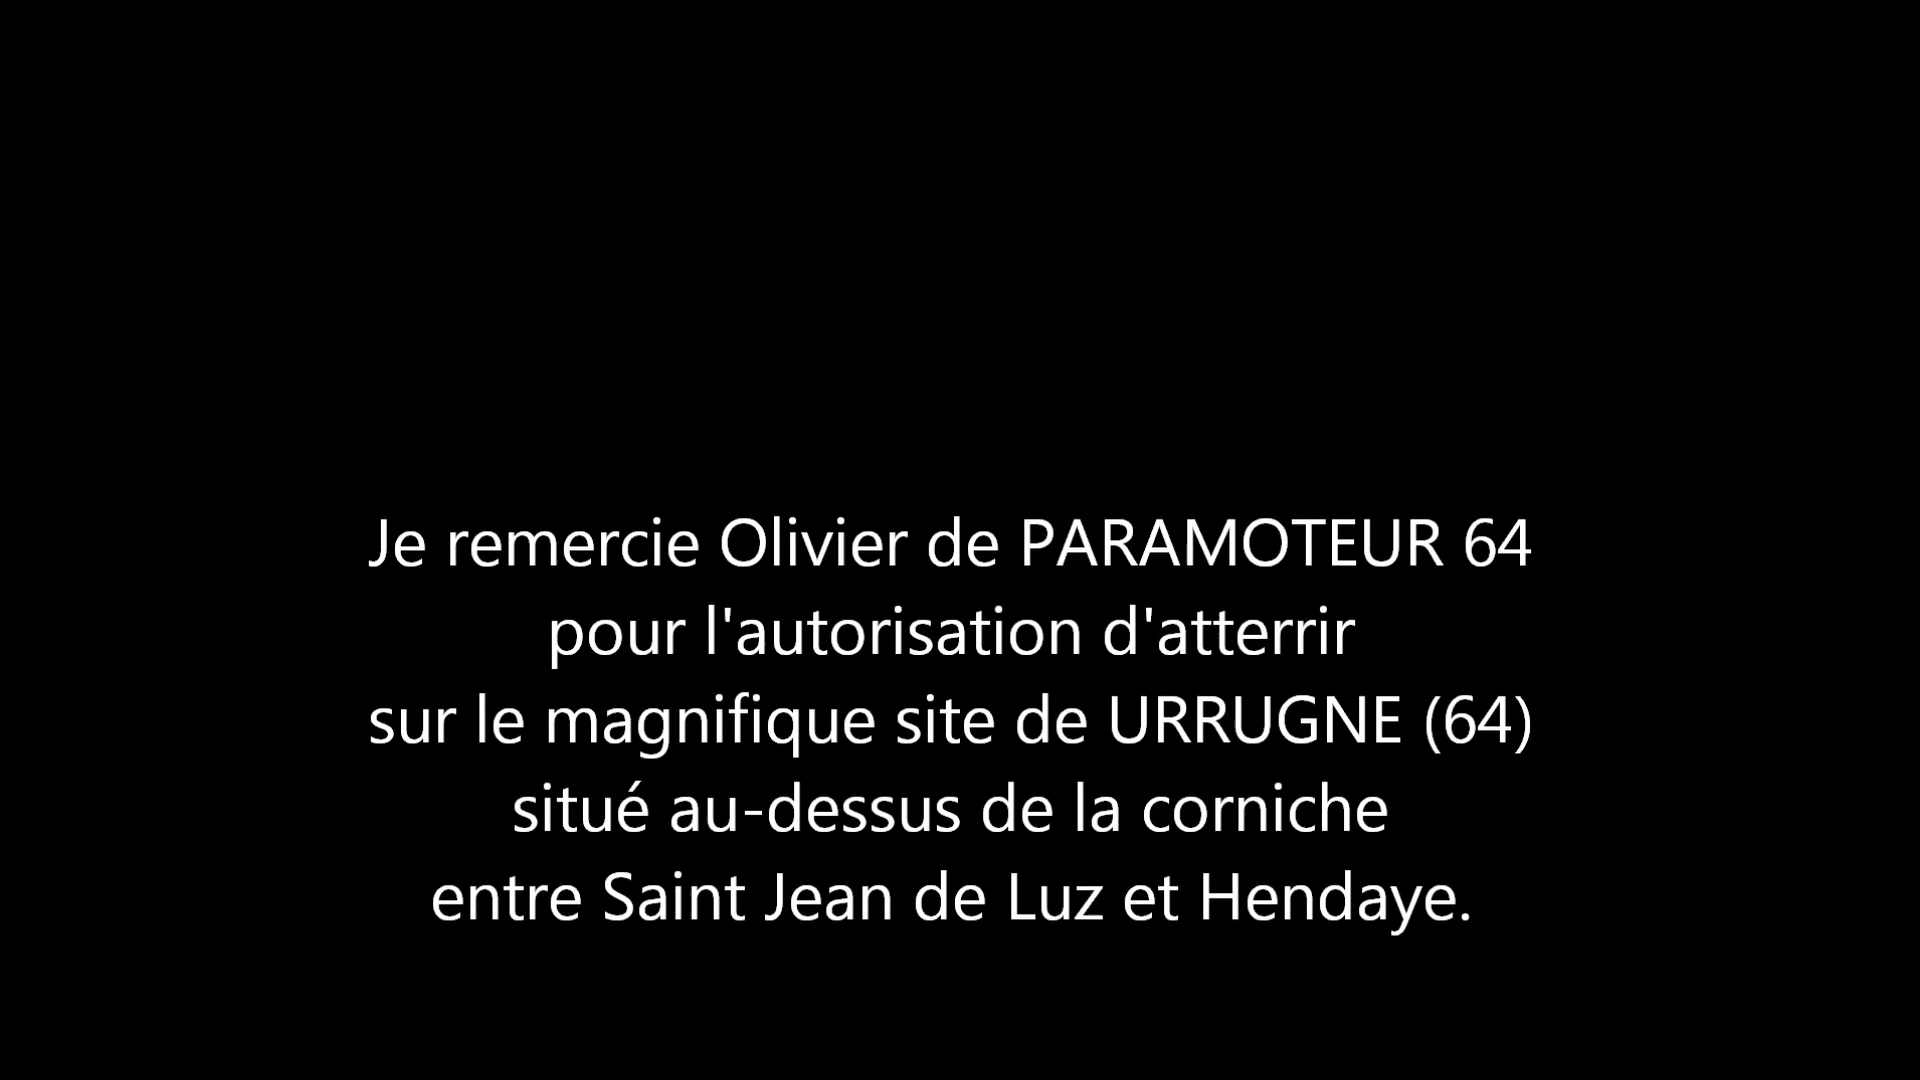 Je remercie Olivier de PARAMOTEUR 64
pour l'autorisation d'atterrir
sur le magnifique site de URRUGNE (64)
situé au-dessus de la corniche
entre Saint Jean de Luz et Hendaye.